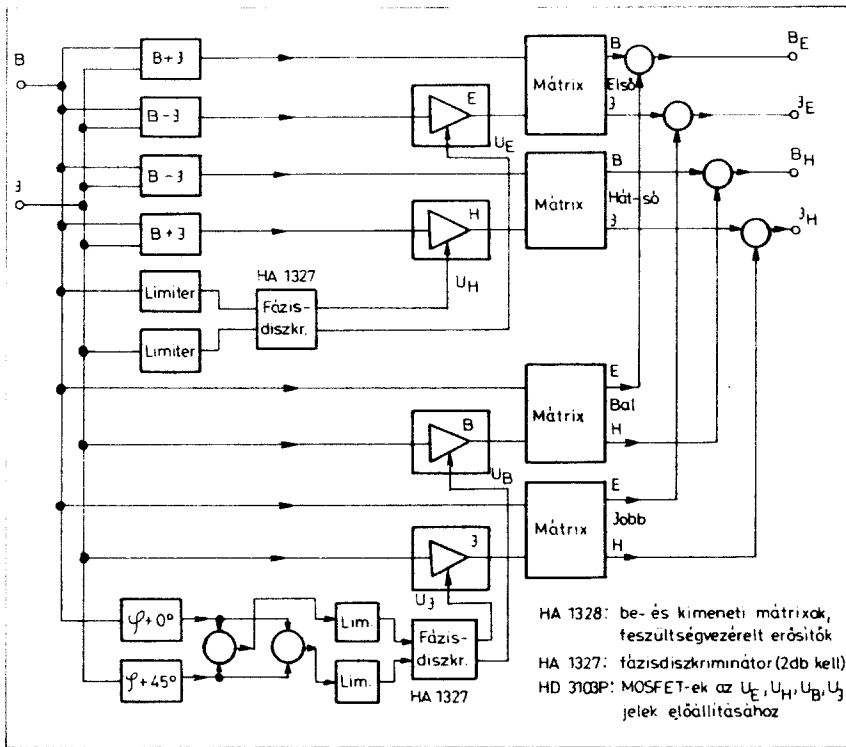 B
J
B + J
B - J
B - J
B + J
E
U_E
H
U_H
Mátrix
B
Első
J
Mátrix
B
Hát-só
J
B_E
J_E
B_H
J_H
Limiter
Limiter
HA 1327
Fázis-
diszkr.
B
U_B
J
U_J
Mátrix
E
Bal
H
Mátrix
E
Jobb
H
φ+0°
φ+45°
Lim.
Lim.
Fázis-
diszkr.
HA 1327
HA 1328: be- és kimeneti mátrixok,
feszültségvezérelt erősítők
HA 1327: fázisdiszkriminátor (2db kell)
HD 3103P: MOSFET-ek az U_E, U_H, U_B, U_J
jelek előállításához